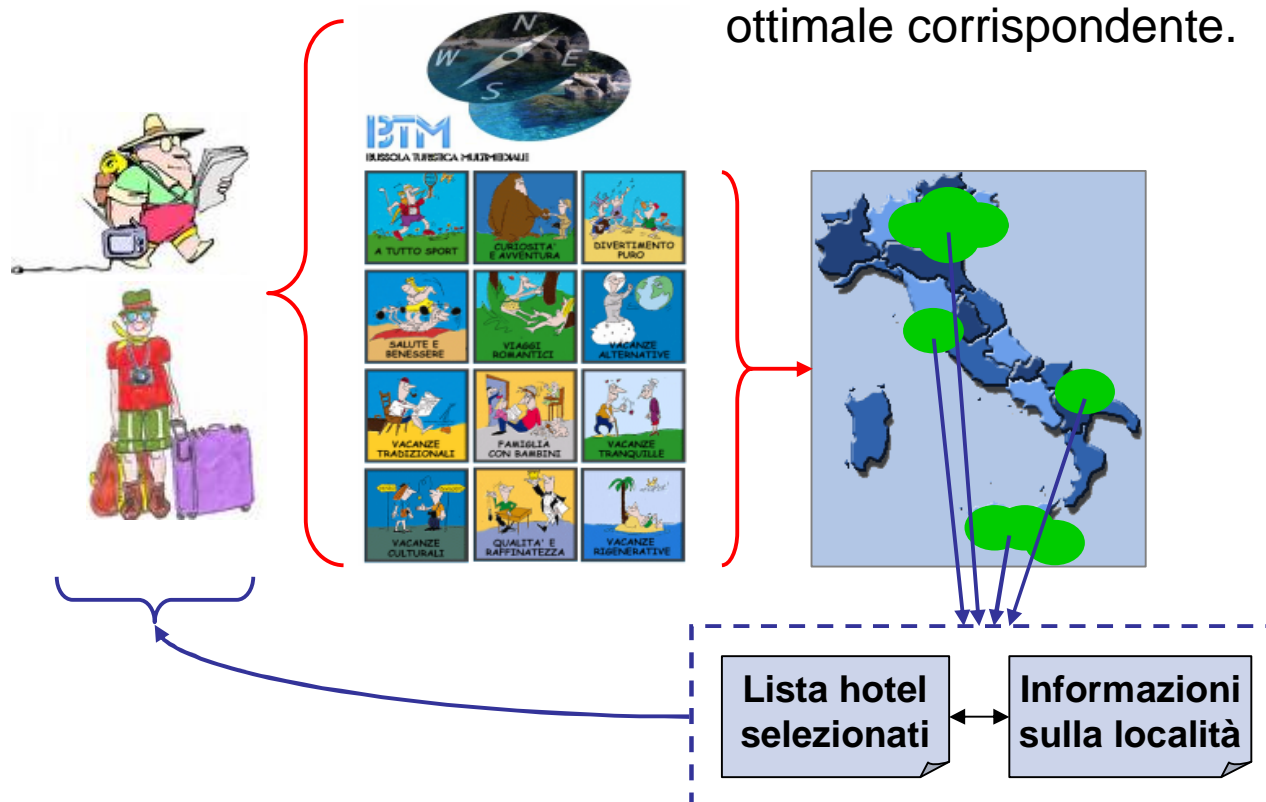 ottimale corrispondente.
N
W
E
S
BTM
BUSSOLA TURISTICA MULTIMEDIALE
A TUTTO SPORT
CURIOSITA'
E AVVENTURA
DIVERTIMENTO
PURO
SALUTE E
BENESSERE
VIAGGI
ROMANTICI
VACANZE
ALTERNATIVE
VACANZE
TRADIZIONALI
FAMIGLIA
CON BAMBINI
VACANZE
TRANQUILLE
VACANZE
CULTURALI
QUALITA' E
RAFFINATEZZA
VACANZE
RIGENERATIVE
Lista hotel
selezionati
Informazioni
sulla località